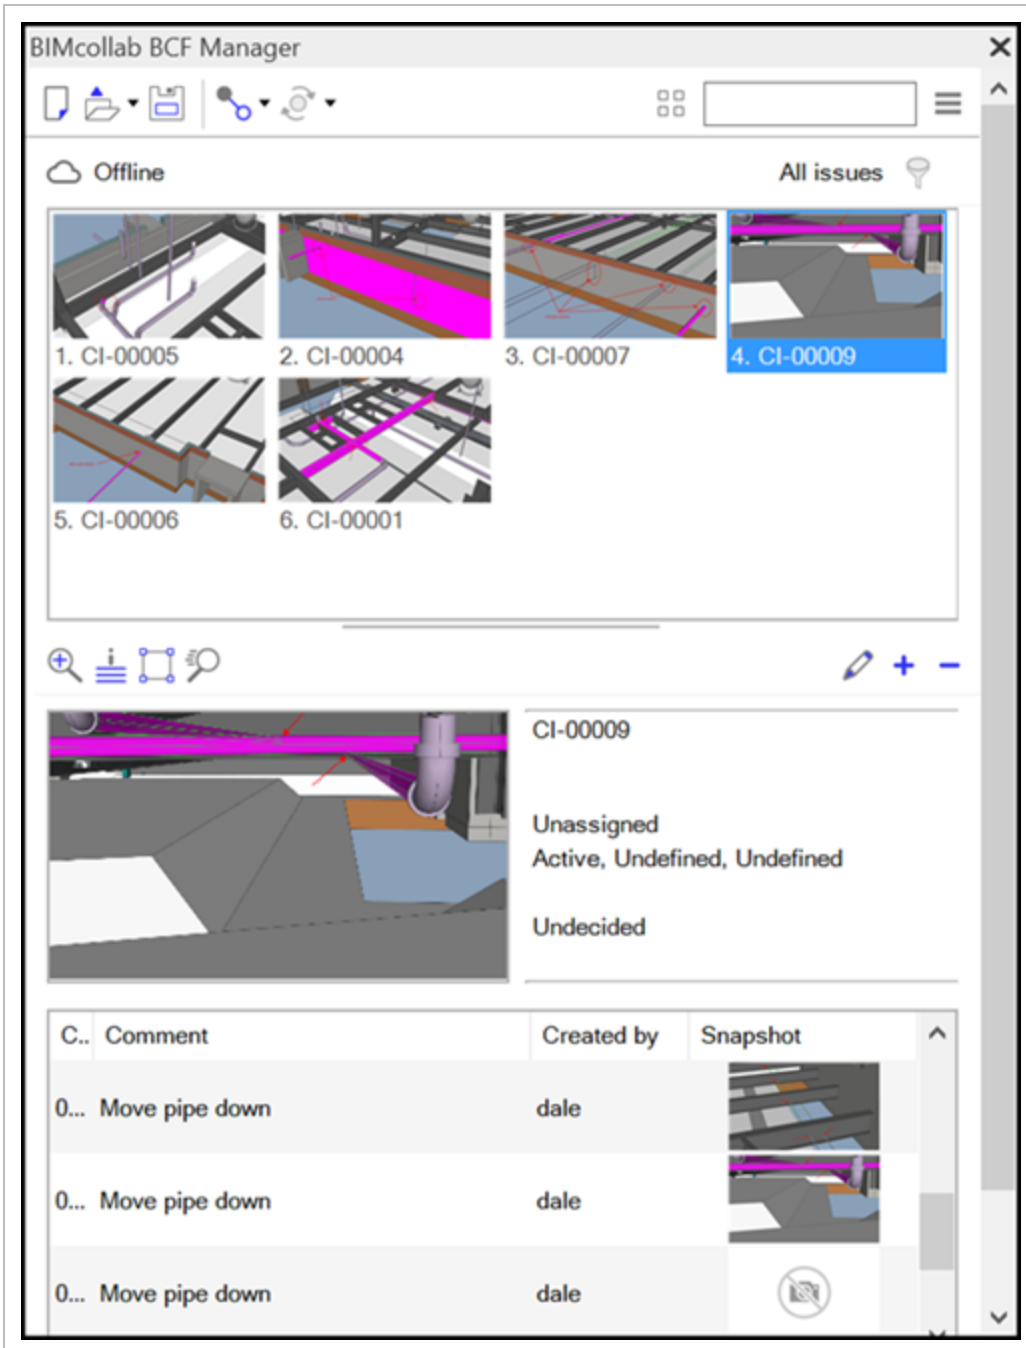 BIMcollab BCF Manager
Offline
All issues
1. CI-00005
2. CI-00004
3. CI-00007
4. CI-00009
5. CI-00006
6. CI-00001
CI-00009
Unassigned
Active, Undefined, Undefined
Undecided
C.. Comment Created by Snapshot
0... Move pipe down dale
0... Move pipe down dale
0... Move pipe down dale